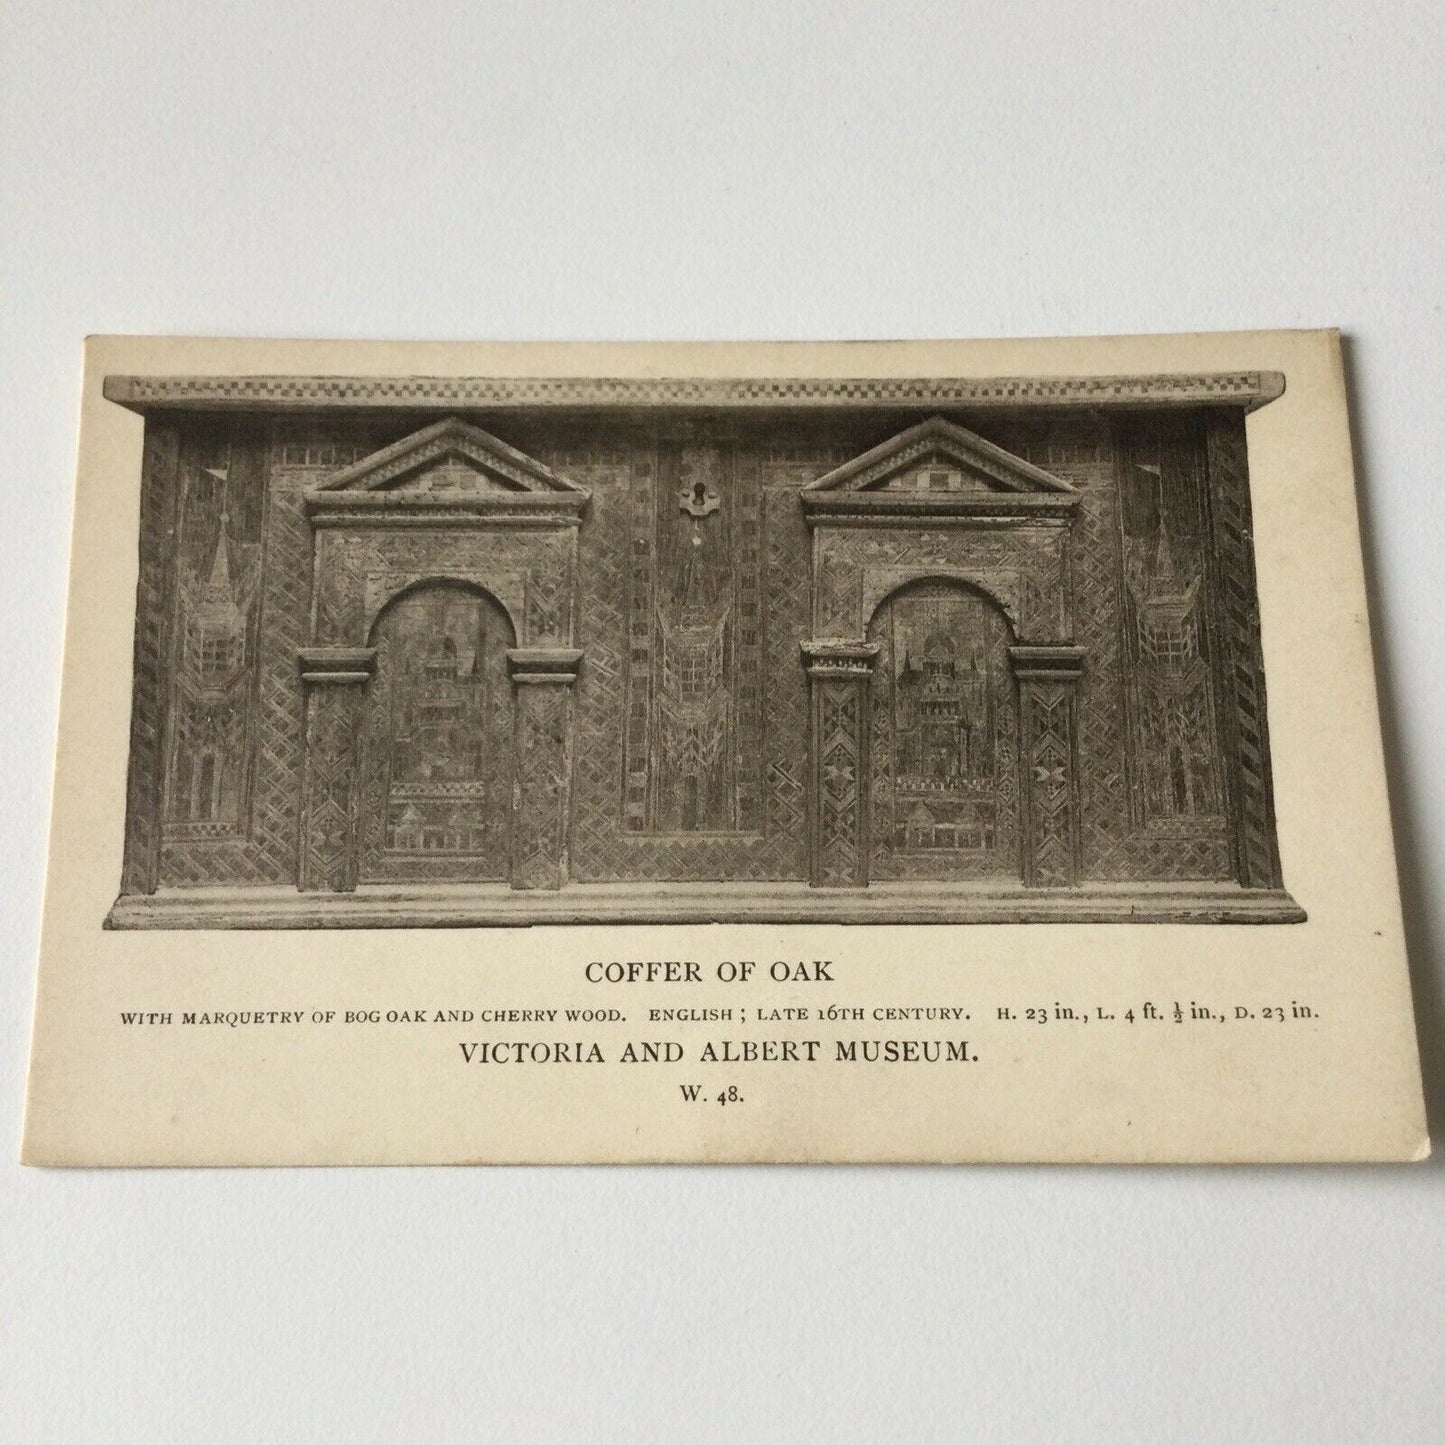 COFFER OF OAK
WITH MARQUETRY OF BOG OAK AND CHERRY WOOD. ENGLISH; LATE 16TH CENTURY. H. 23 in., L. 4 ft. ½ in., D. 23 in.
VICTORIA AND ALBERT MUSEUM.
W. 48.